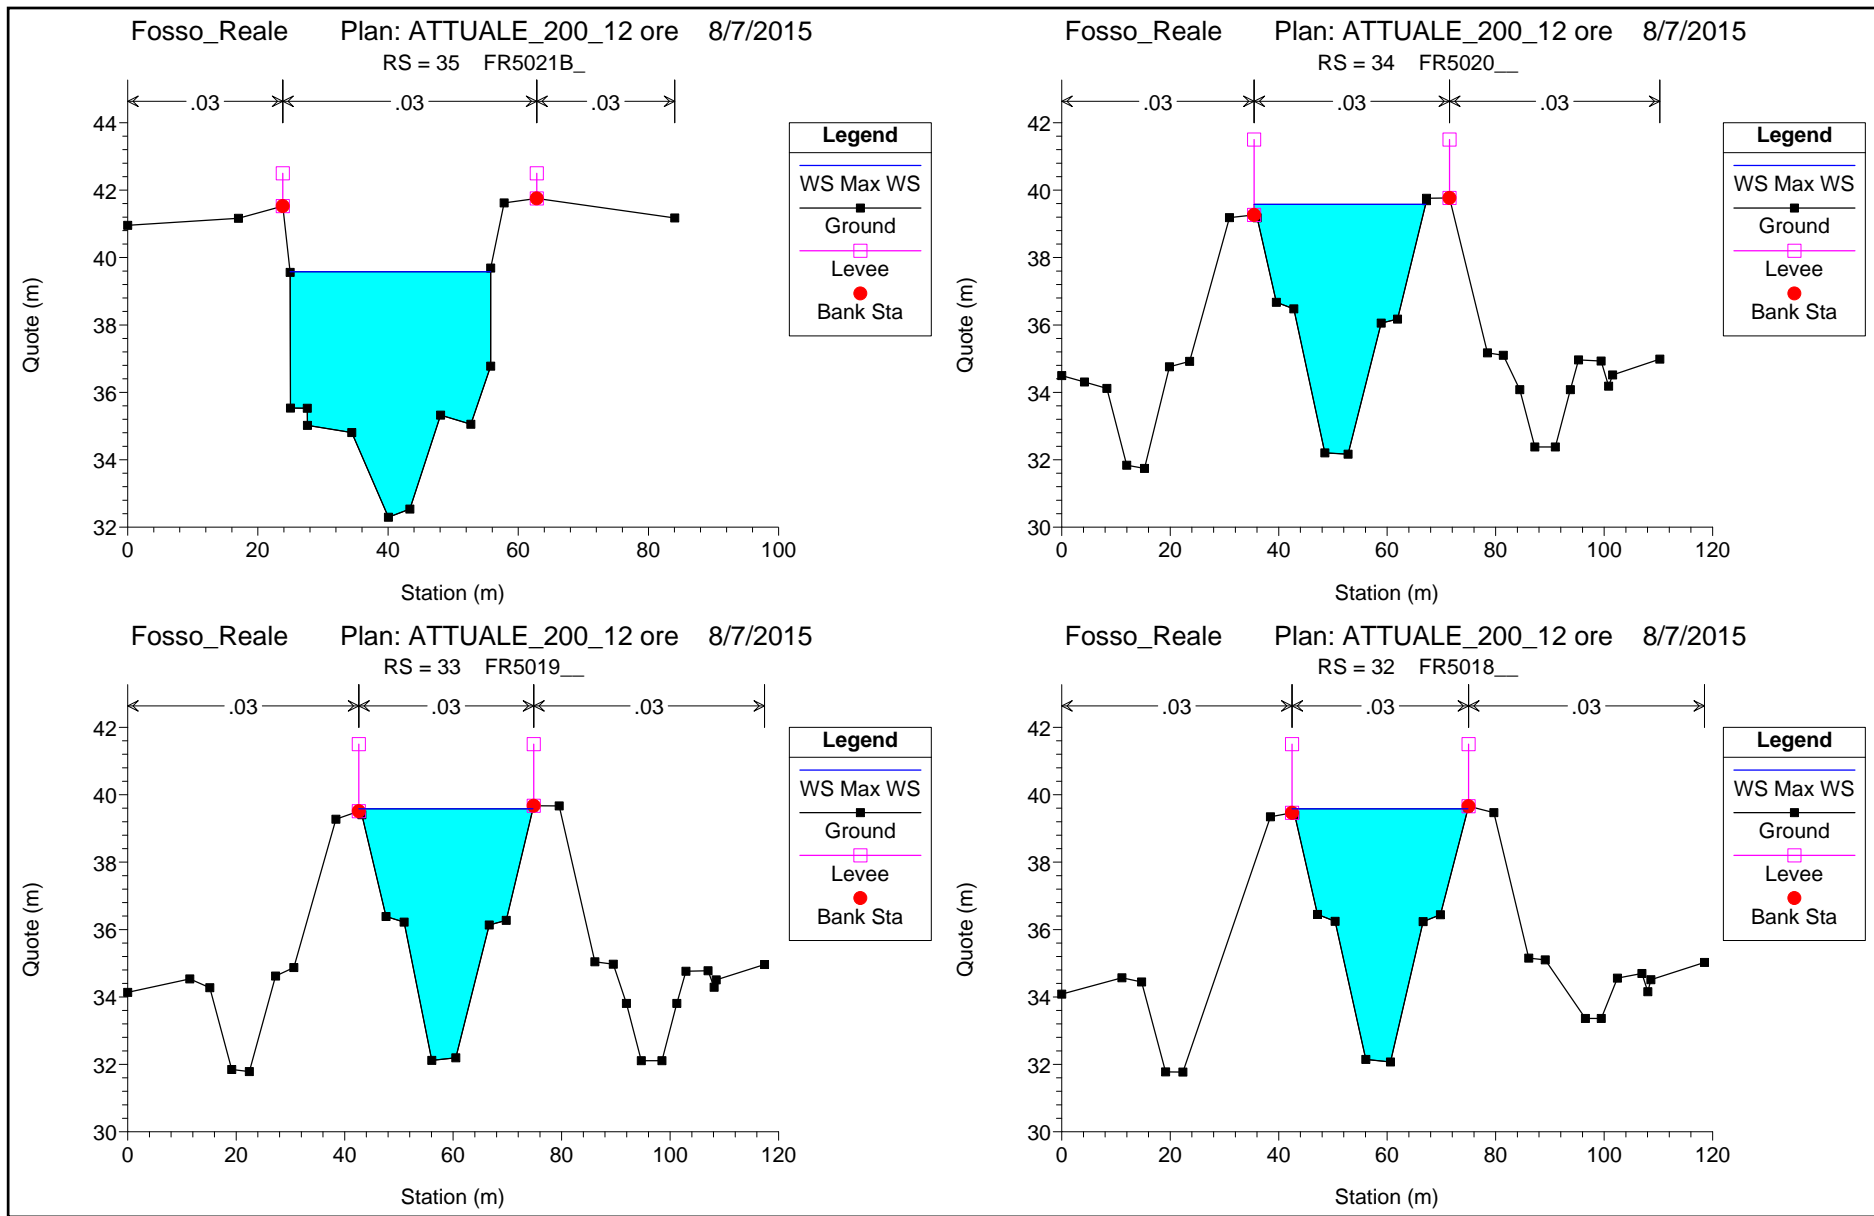 Fosso_Reale Plan: ATTUALE_200_12 ore 8/7/2015
RS = 35 FR5021B_
.03 .03 .03
44
42
40
38
36
34
32
0 20 40 60 80 100
Quote (m)
Station (m)
Legend
WS Max WS
Ground
Levee
Bank Sta
Fosso_Reale Plan: ATTUALE_200_12 ore 8/7/2015
RS = 34 FR5020__
.03 .03 .03
42
40
38
36
34
32
30
0 20 40 60 80 100 120
Quote (m)
Station (m)
Legend
WS Max WS
Ground
Levee
Bank Sta
Fosso_Reale Plan: ATTUALE_200_12 ore 8/7/2015
RS = 33 FR5019__
.03 .03 .03
42
40
38
36
34
32
30
0 20 40 60 80 100 120
Quote (m)
Station (m)
Legend
WS Max WS
Ground
Levee
Bank Sta
Fosso_Reale Plan: ATTUALE_200_12 ore 8/7/2015
RS = 32 FR5018__
.03 .03 .03
42
40
38
36
34
32
30
0 20 40 60 80 100 120
Quote (m)
Station (m)
Legend
WS Max WS
Ground
Levee
Bank Sta